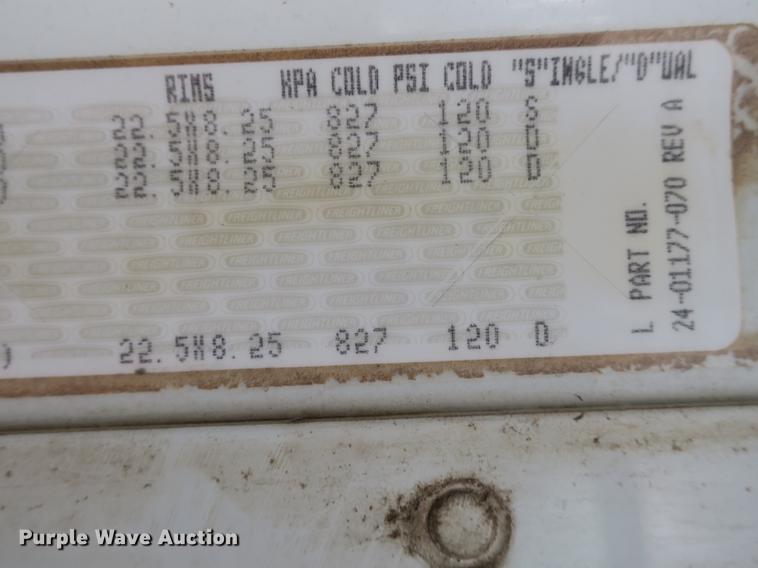 RIMS KPA COLD PSI COLD "S"INGLE/"D"UAL
22.5X8.25 827 120 S
22.5X8.25 827 120 D
22.5X8.25 827 120 D
22.5X8.25 827 120 D
L PART NO.
24-01177-070 REV A
FREIGHTLINER
Purple Wave Auction